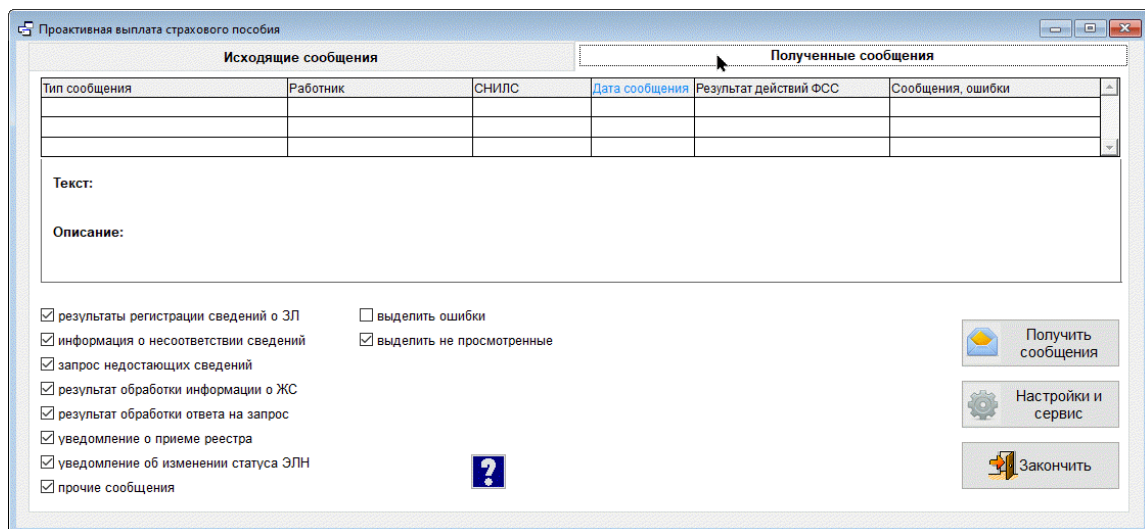 Проактивная выплата страхового пособия
Исходящие сообщения
Полученные сообщения
Тип сообщения Работник СНИЛС Дата сообщения Результат действий ФСС Сообщения, ошибки
Текст:
Описание:
результаты регистрации сведений о ЗЛ
выделить ошибки
информация о несоответствии сведений
выделить не просмотренные
запрос недостающих сведений
результат обработки информации о ЖС
результат обработки ответа на запрос
уведомление о приеме реестра
уведомление об изменении статуса ЭЛН
прочие сообщения
?
Получить
сообщения
Настройки и
сервис
Закончить